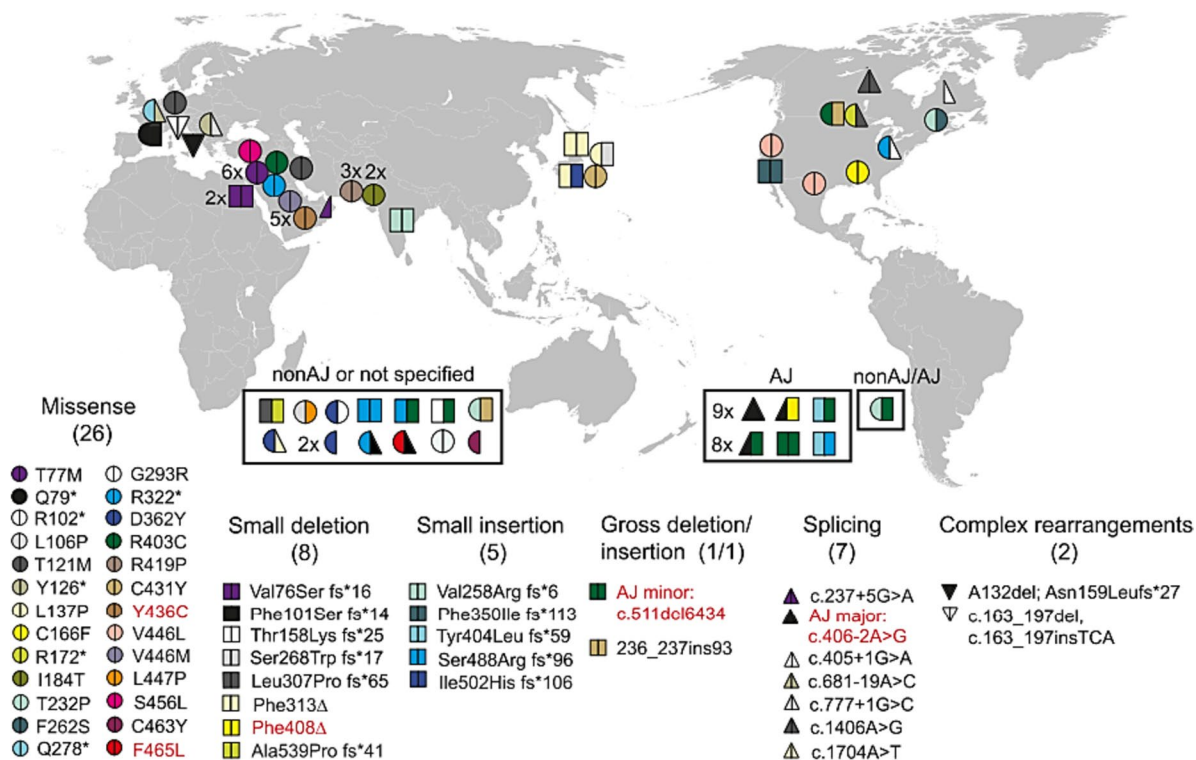 6x
2x
5x
3x 2x
nonAJ or not specified
2x
AJ
9x
8x
nonAJ/AJ
Missense
(26)
T77M
Q79*
R102*
L106P
T121M
Y126*
L137P
C166F
R172*
I184T
T232P
F262S
Q278*
G293R
R322*
D362Y
R403C
R419P
C431Y
Y436C
V446L
V446M
L447P
S456L
C463Y
F465L
Small deletion
(8)
Val76Ser fs*16
Phe101Ser fs*14
Thr158Lys fs*25
Ser268Trp fs*17
Leu307Pro fs*65
Phe313Δ
Phe408Δ
Ala539Pro fs*41
Small insertion
(5)
Val258Arg fs*6
Phe350Ile fs*113
Tyr404Leu fs*59
Ser488Arg fs*96
Ile502His fs*106
Gross deletion/
insertion (1/1)
AJ minor:
c.511del6434
236_237ins93
Splicing
(7)
c.237+5G>A
AJ major:
c.406-2A>G
c.405+1G>A
c.681-19A>C
c.777+1G>C
c.1406A>G
c.1704A>T
Complex rearrangements
(2)
A132del; Asn159Leufs*27
c.163_197del,
c.163_197insTCA